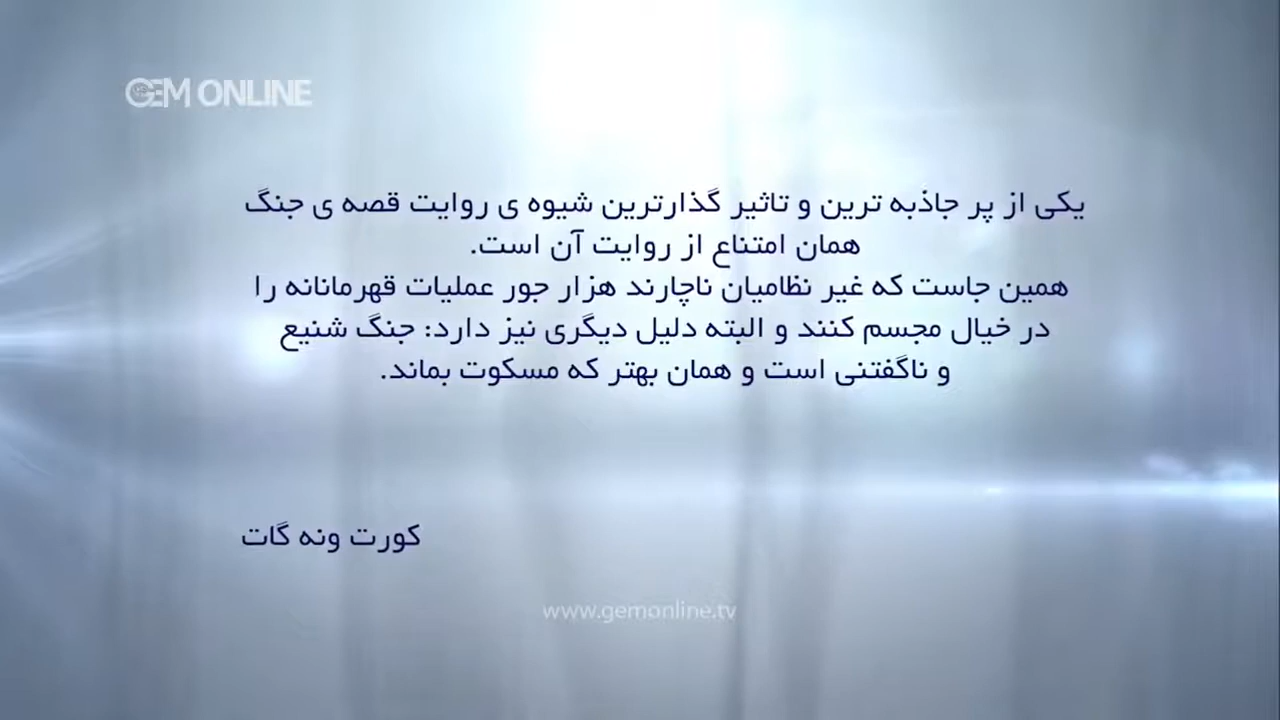 GEM ONLINE
یکی از پر جاذبه ترین و تاثیر گذارترین شیوه ی روایت قصه ی جنگ
همان امتناع از روایت آن است.
همین جاست که غیر نظامیان ناچارند هزار جور عملیات قهرمانانه را
در خیال مجسم کنند و البته دلیل دیگری نیز دارد: جنگ شنیع
و ناگفتنی است و همان بهتر که مسکوت بماند.
کورت ونه گات
www.gemonline.tv